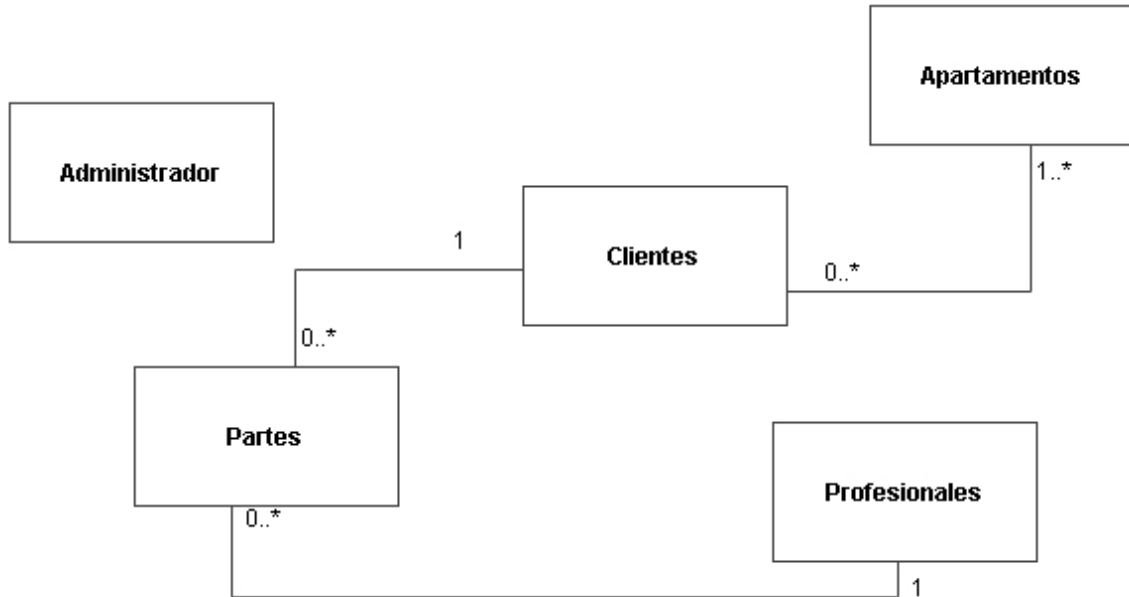 Apartamentos
Administrador
1..*
1
Clientes
0..*
0..*
Partes
Profesionales
0..*
1